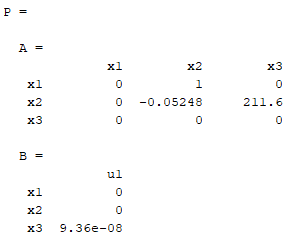 P =
A =
x1 x2 x3
x1 0 1 0
x2 0 -0.05248 211.6
x3 0 0 0
B =
u1
x1 0
x2 0
x3 9.36e-08